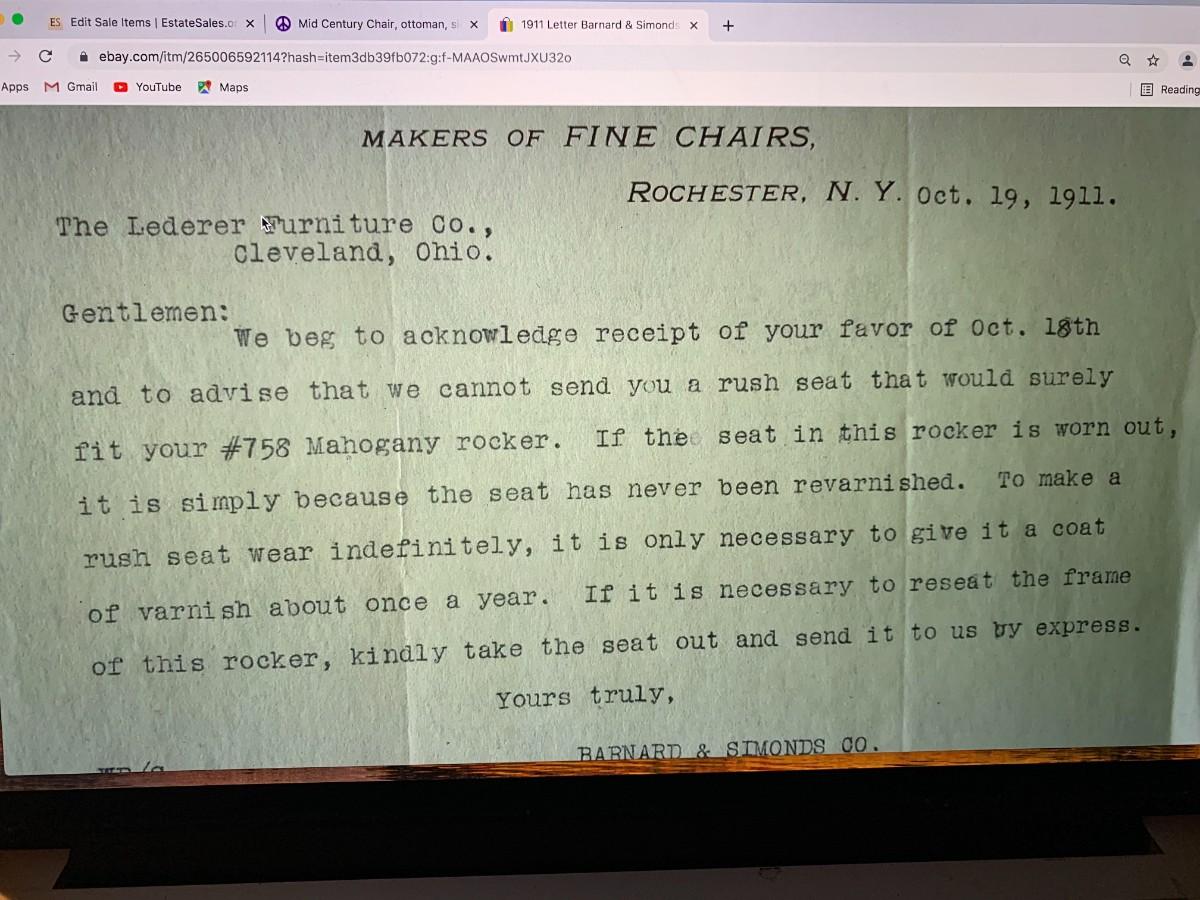 Edit Sale Items | EstateSales.o
Mid Century Chair, ottoman, s
1911 Letter Barnard & Simonds
ebay.com/itm/265006592114?hash=item3db39fb072:g:f-MAAOSwmtJXU32o
Apps Gmail YouTube Maps Reading
MAKERS OF FINE CHAIRS,
ROCHESTER, N. Y. Oct. 19, 1911.
The Lederer Furniture Co.,
Cleveland, Ohio.
Gentlemen:
We beg to acknowledge receipt of your favor of Oct. 18th
and to advise that we cannot send you a rush seat that would surely
fit your #758 Mahogany rocker. If the seat in this rocker is worn out,
it is simply because the seat has never been revarnished. To make a
rush seat wear indefinitely, it is only necessary to give it a coat
of varnish about once a year. If it is necessary to reseat the frame
of this rocker, kindly take the seat out and send it to us by express.
Yours truly,
BARNARD & SIMONDS CO.